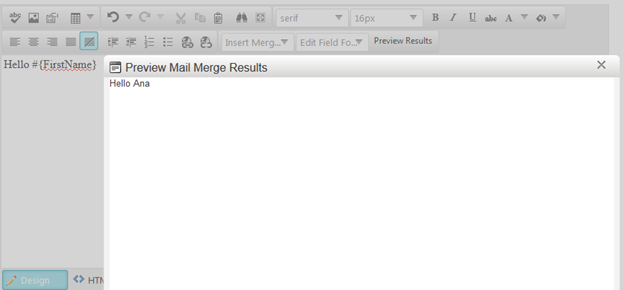 abc serif 16px B I U abc A
Insert Merg... Edit Field Fo... Preview Results
Hello #{FirstName}
Preview Mail Merge Results
Hello Ana
Design HTM